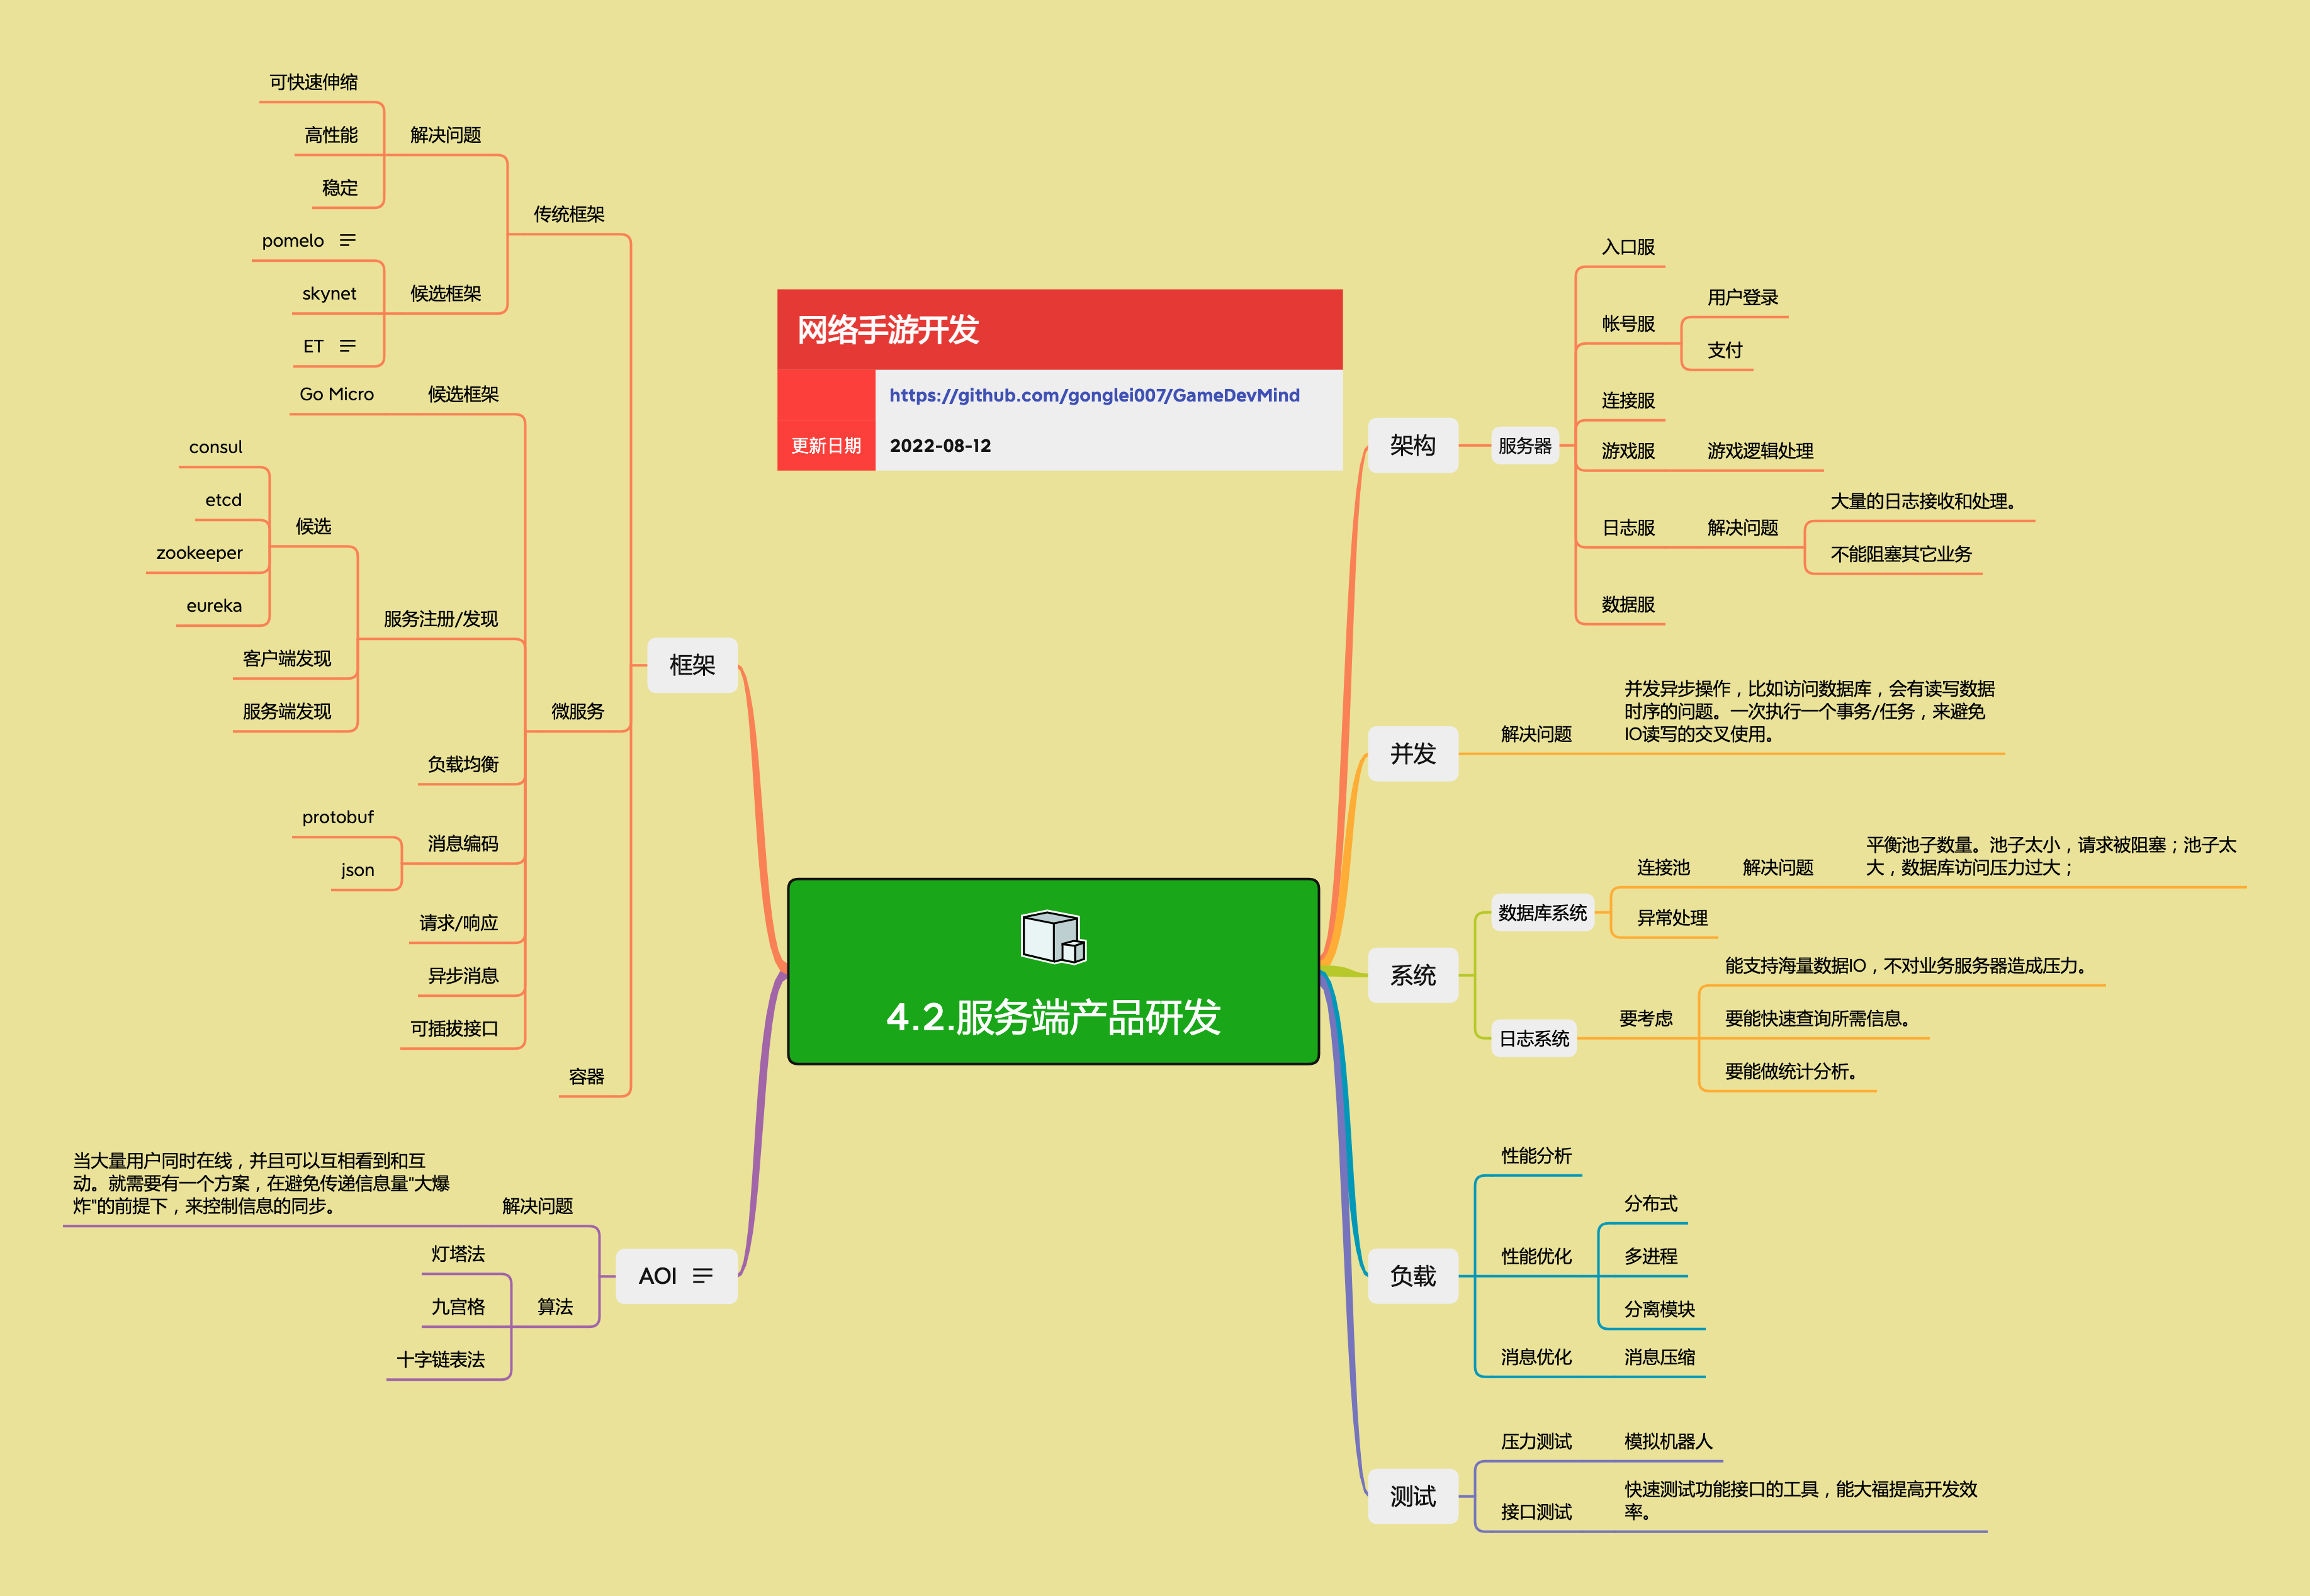 网络手游开发
https://github.com/gonglei007/GameDevMind
更新日期
2022-08-12
4.2.服务端产品研发
架构
服务器
入口服
帐号服
用户登录
支付
连接服
游戏服
游戏逻辑处理
日志服
解决问题
大量的日志接收和处理。
不能阻塞其它业务
数据服
并发
解决问题
并发异步操作，比如访问数据库，会有读写数据
时序的问题。一次执行一个事务/任务，来避免
IO读写的交叉使用。
系统
数据库系统
连接池
解决问题
平衡池子数量。池子太小，请求被阻塞；池子太
大，数据库访问压力过大；
异常处理
日志系统
要考虑
能支持海量数据IO，不对业务服务器造成压力。
要能快速查询所需信息。
要能做统计分析。
负载
性能分析
性能优化
分布式
多进程
分离模块
消息优化
消息压缩
测试
压力测试
模拟机器人
接口测试
快速测试功能接口的工具，能大福提高开发效
率。
框架
传统框架
解决问题
可快速伸缩
高性能
稳定
候选框架
pomelo
skynet
ET
微服务
候选框架
Go Micro
服务注册/发现
候选
consul
etcd
zookeeper
eureka
客户端发现
服务端发现
负载均衡
消息编码
protobuf
json
请求/响应
异步消息
可插拔接口
容器
AOI
解决问题
当大量用户同时在线，并且可以互相看到和互
动。就需要有一个方案，在避免传递信息量"大爆
炸"的前提下，来控制信息的同步。
算法
灯塔法
九宫格
十字链表法